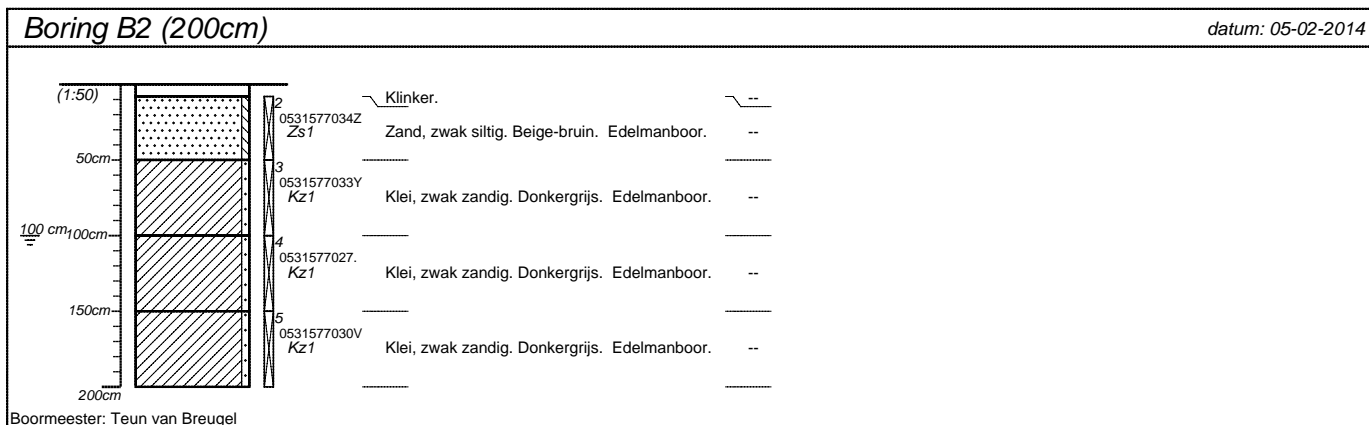 Boring B2 (200cm) datum: 05-02-2014
(1:50) Klinker. --
2
0531577034Z
Zs1 Zand, zwak siltig. Beige-bruin. Edelmanboor. --
50cm
3
0531577033Y
Kz1 Klei, zwak zandig. Donkergrijs. Edelmanboor. --
100 cm 100cm
4
0531577027.
Kz1 Klei, zwak zandig. Donkergrijs. Edelmanboor. --
150cm
5
0531577030V
Kz1 Klei, zwak zandig. Donkergrijs. Edelmanboor. --
200cm
Boormeester: Teun van Breugel